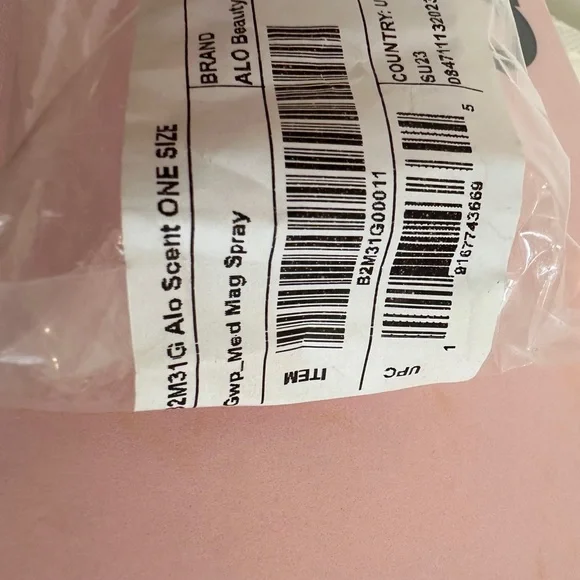 B2M31G Alo Scent ONE SIZE
Gwp_Med Mag Spray
BRAND
ALO Beauty
ITEM
B2M31G00011
COUNTRY: U
SU23
UPC
1 9167743669 5